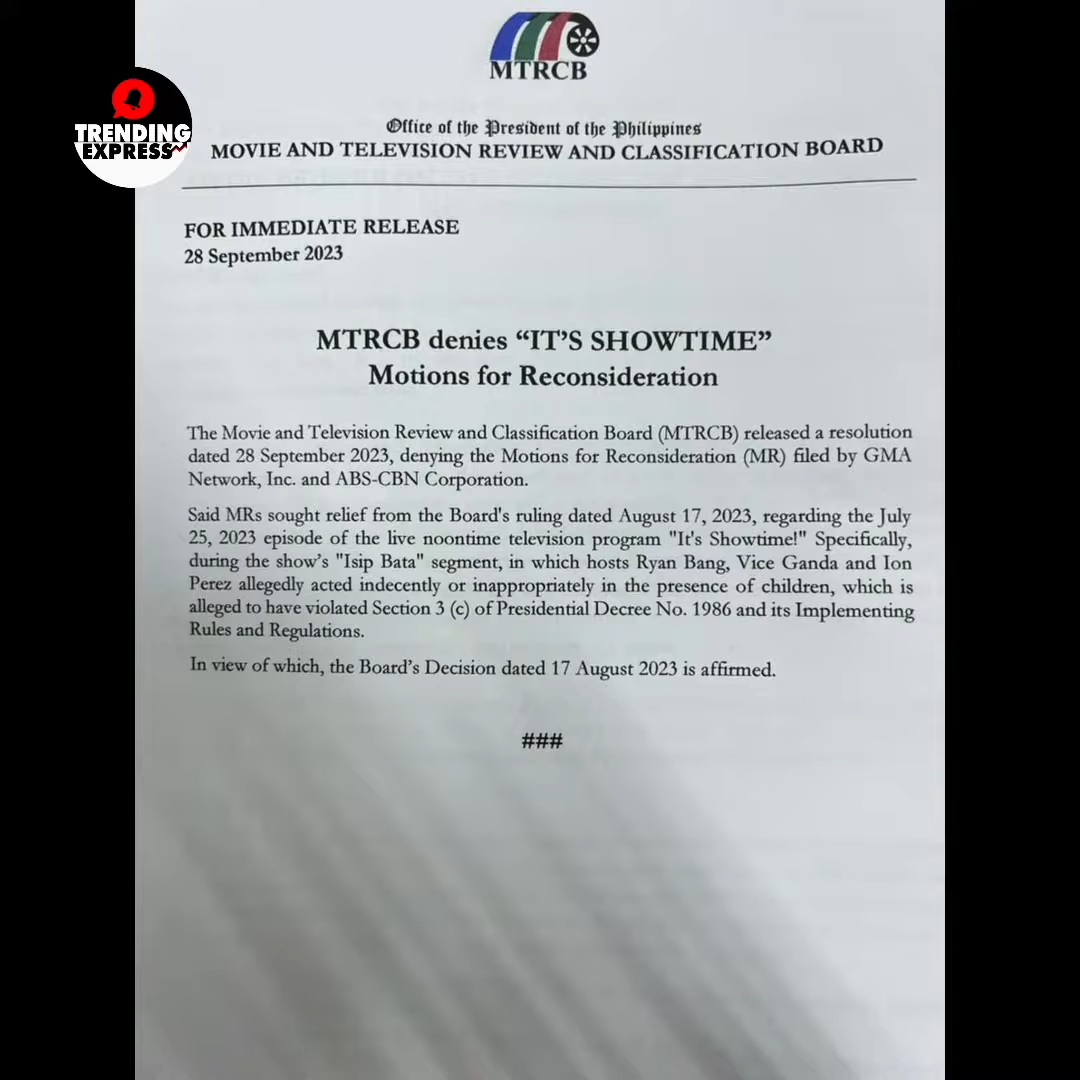 MTRCB
TRENDING
EXPRESS
Office of the President of the Philippines
MOVIE AND TELEVISION REVIEW AND CLASSIFICATION BOARD
FOR IMMEDIATE RELEASE
28 September 2023
MTRCB denies “IT’S SHOWTIME”
Motions for Reconsideration
The Movie and Television Review and Classification Board (MTRCB) released a resolution
dated 28 September 2023, denying the Motions for Reconsideration (MR) filed by GMA
Network, Inc. and ABS-CBN Corporation.
Said MRs sought relief from the Board's ruling dated August 17, 2023, regarding the July
25, 2023 episode of the live noontime television program "It's Showtime!" Specifically,
during the show’s "Isip Bata" segment, in which hosts Ryan Bang, Vice Ganda and Ion
Perez allegedly acted indecently or inappropriately in the presence of children, which is
alleged to have violated Section 3 (c) of Presidential Decree No. 1986 and its Implementing
Rules and Regulations.
In view of which, the Board’s Decision dated 17 August 2023 is affirmed.
###